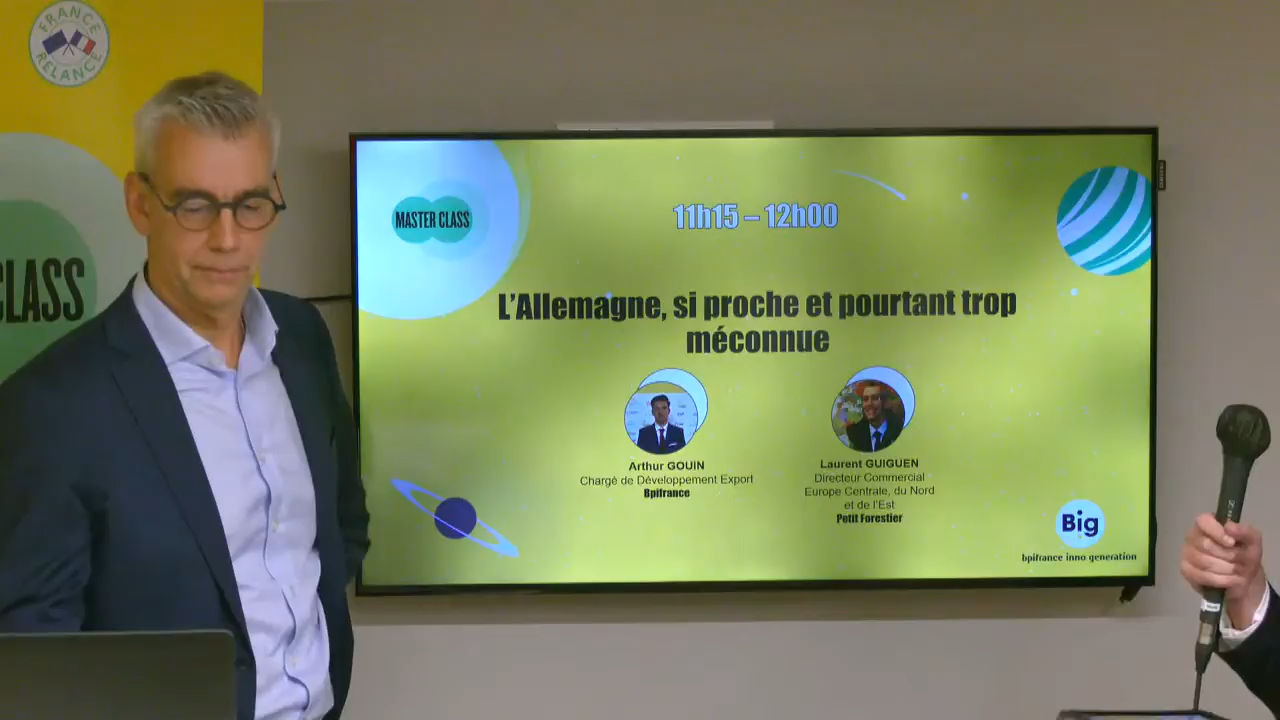 FRANCE
RELANCE
CLASS
MASTER CLASS
11h15 – 12h00
L'Allemagne, si proche et pourtant trop
méconnue
Arthur GOUIN
Chargé de Développement Export
Bpifrance
Laurent GUIGUEN
Directeur Commercial
Europe Centrale, du Nord
et de l'Est
Petit Forestier
Big
bpifrance inno generation